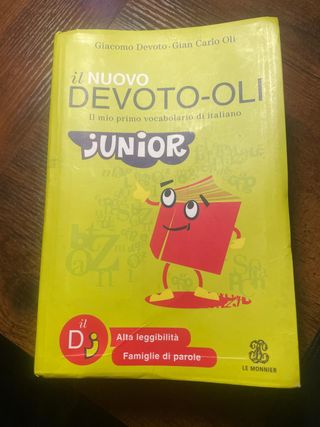 Giacomo Devoto - Gian Carlo Oli
il NUOVO
DEVOTO-OLI
Il mio primo vocabolario di italiano
JUNIOR
il
Dj
Alta leggibilità
Famiglie di parole
LE MONNIER